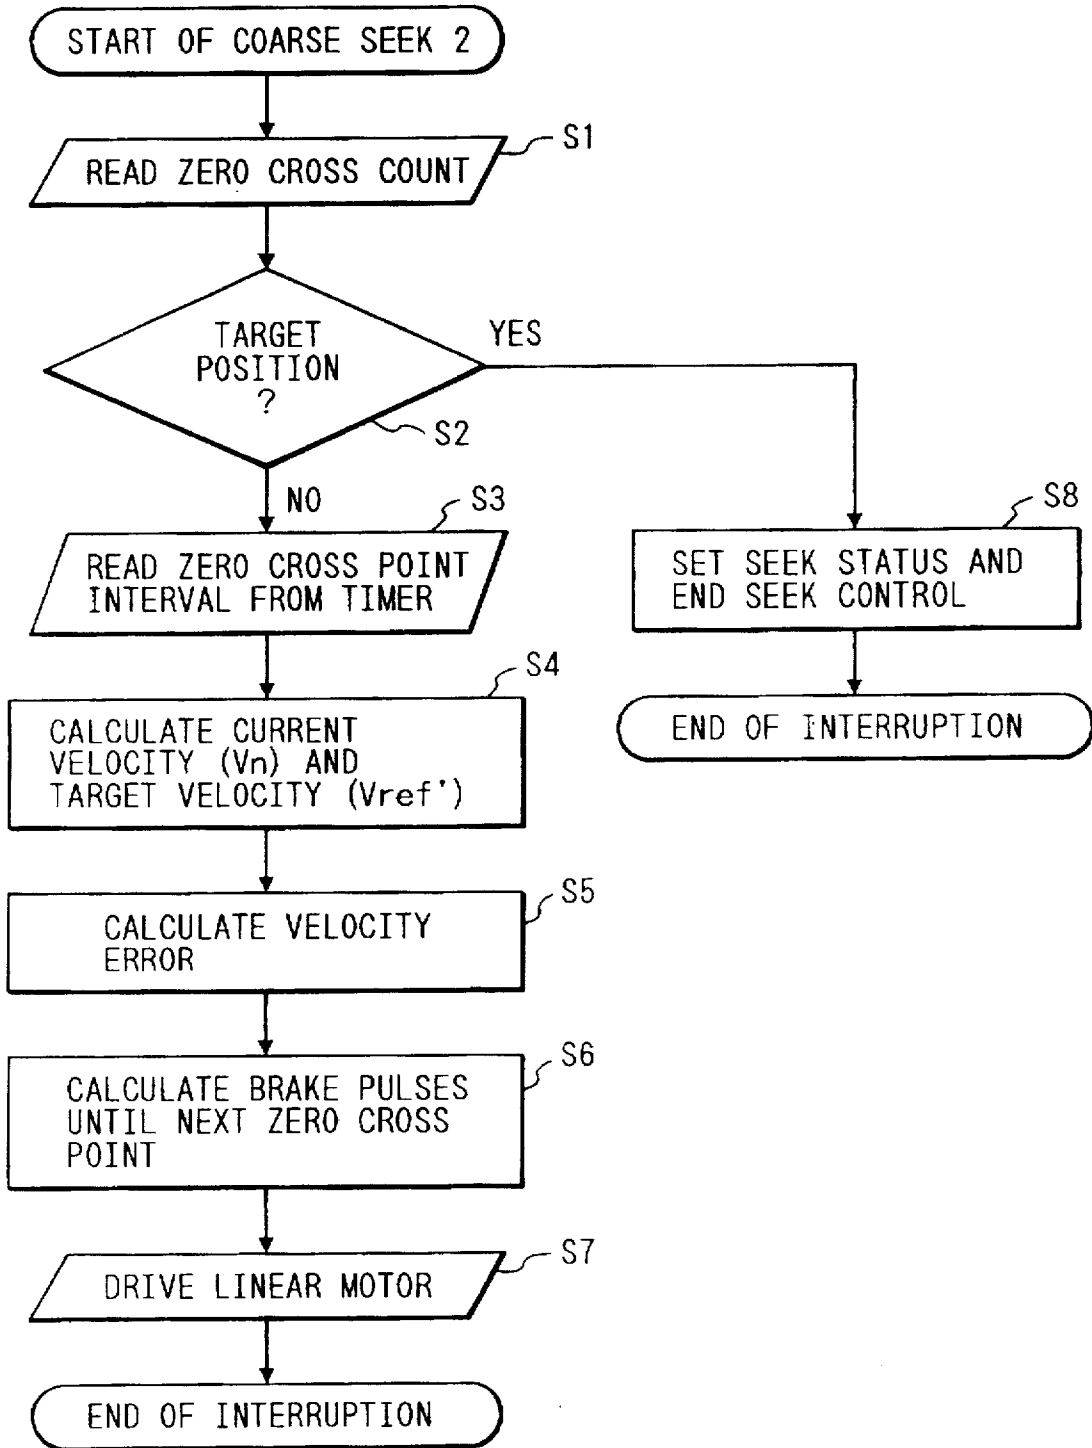 START OF COARSE SEEK 2
S1
READ ZERO CROSS COUNT
TARGET
POSITION
?
YES
S2
NO
S3
READ ZERO CROSS POINT
INTERVAL FROM TIMER
S8
SET SEEK STATUS AND
END SEEK CONTROL
S4
CALCULATE CURRENT
VELOCITY (Vn) AND
TARGET VELOCITY (Vref')
END OF INTERRUPTION
S5
CALCULATE VELOCITY
ERROR
S6
CALCULATE BRAKE PULSES
UNTIL NEXT ZERO CROSS
POINT
S7
DRIVE LINEAR MOTOR
END OF INTERRUPTION